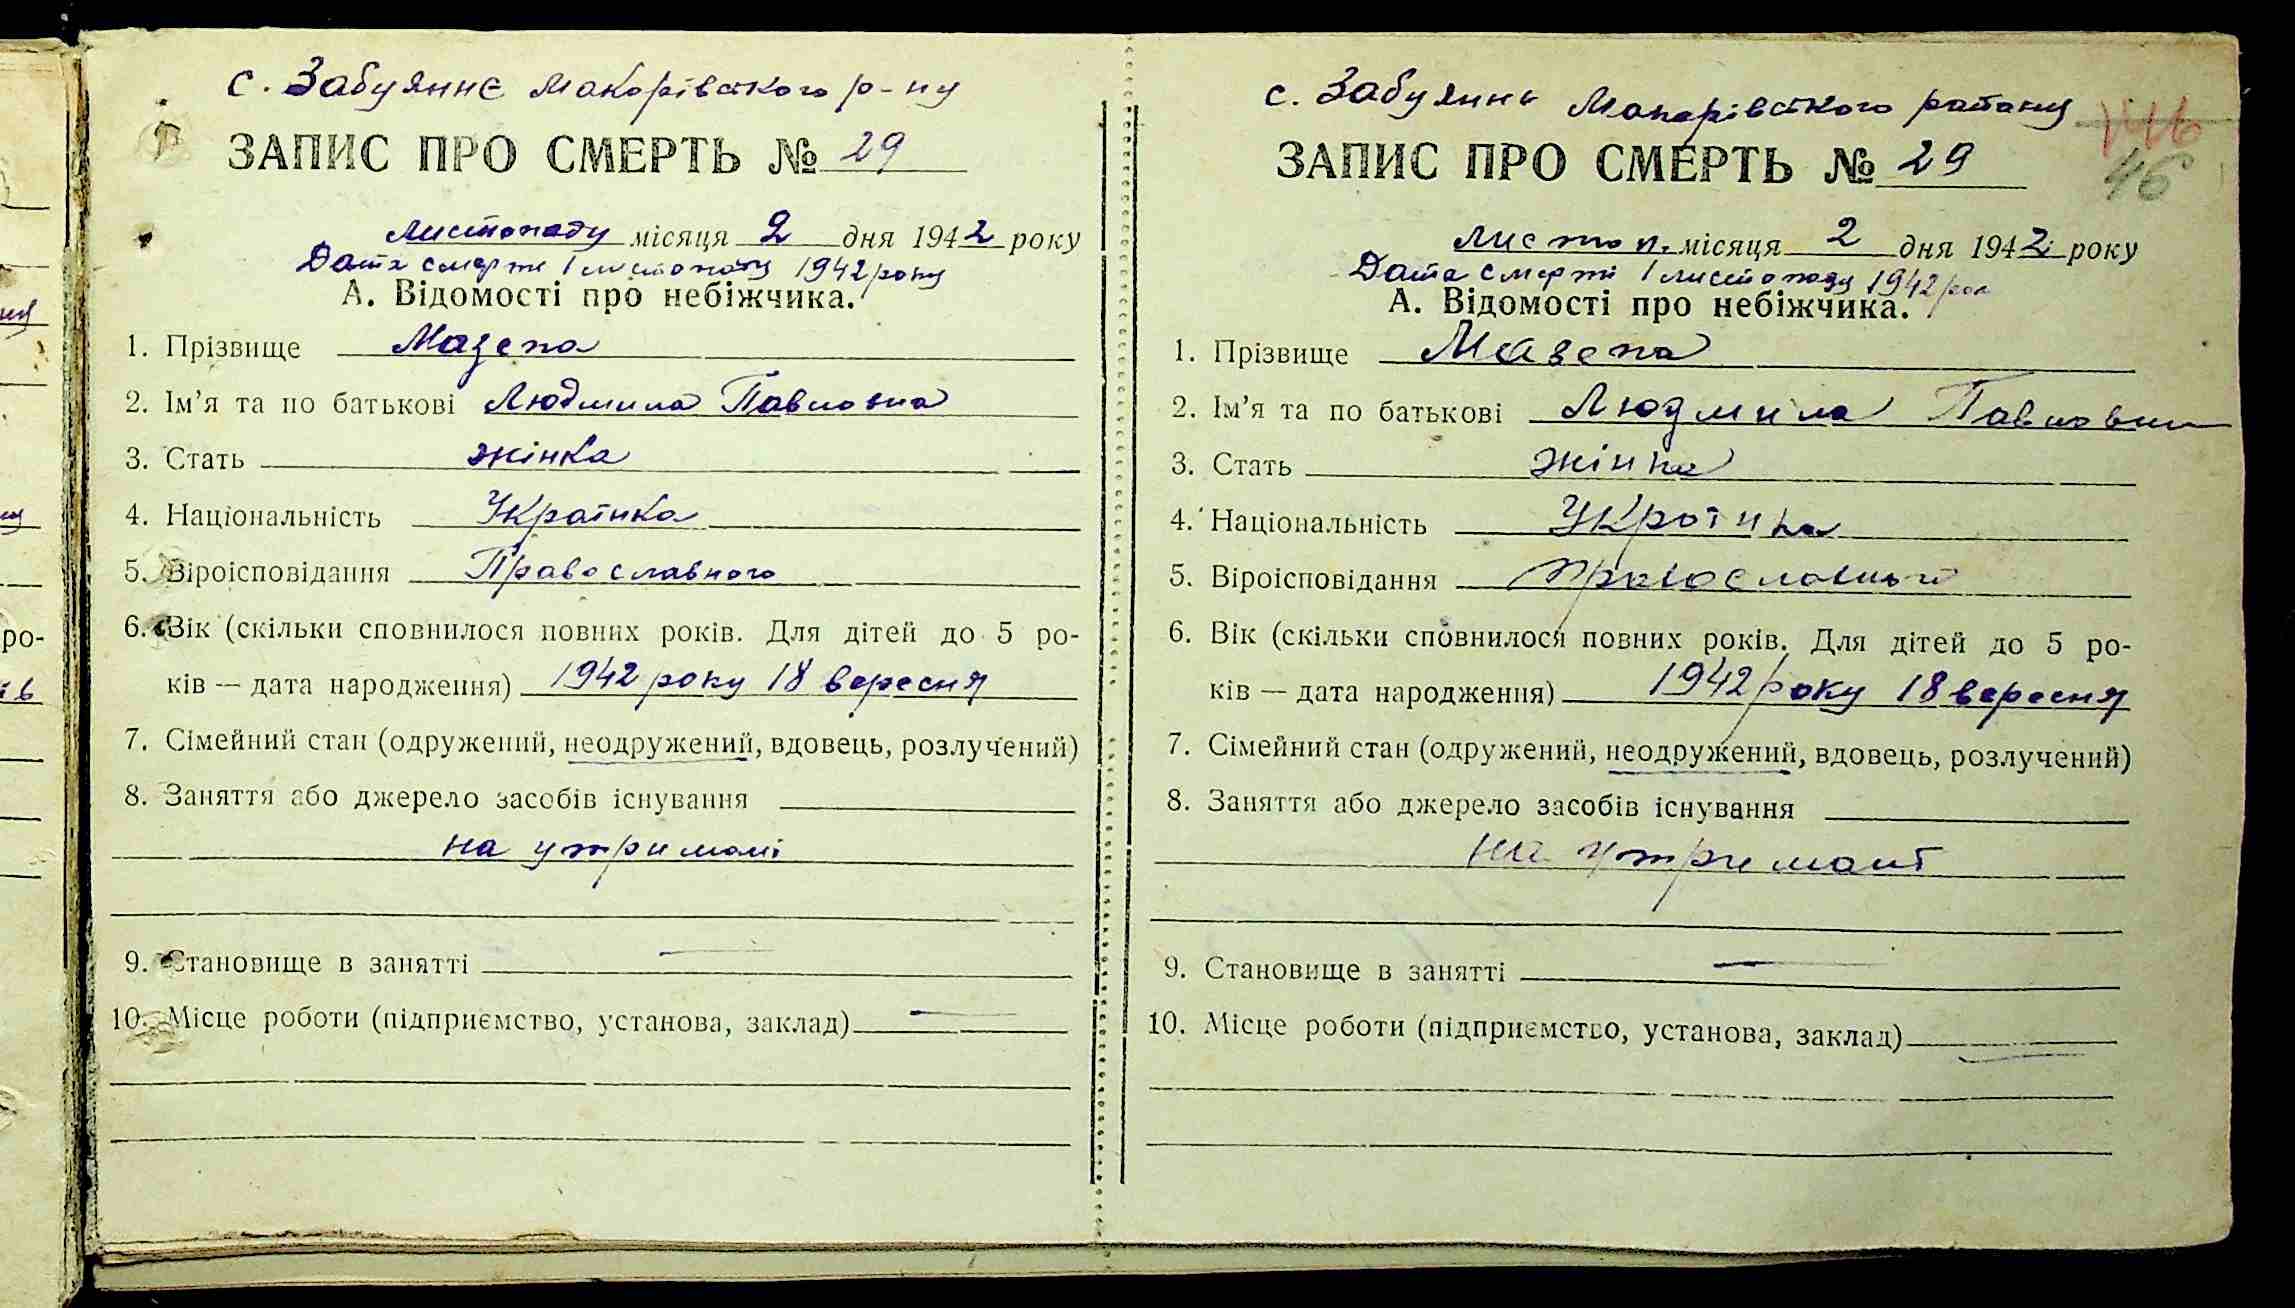 с. Забуяннє Макорівського р-ну
ЗАПИС ПРО СМЕРТЬ № 29
листопаду місяця 2 дня 1942 року
Дата смерти 1 листопаду 1942 року
А. Відомості про небіжчика.
1. Прізвище Мазепа
2. Ім'я та по батькові Людмила Павловна
3. Стать жінка
4. Національність Українка
5. Віроісповідання Православного
6. Вік (скільки сповнилося повних років. Для дітей до 5 ро-
ків — дата народження) 1942 року 18 вересня
7. Сімейний стан (одружений, неодружений, вдовець, розлучений)
8. Заняття або джерело засобів існування
на утримані
9. Становище в занятті —
10. Місце роботи (підприємство, установа, заклад) —
с. Забуяннь Макарівського району
46
ЗАПИС ПРО СМЕРТЬ № 29
листоп. місяця 2 дня 1942 року
Дата смерті 1 листопаду 1942 рок
А. Відомості про небіжчика.
1. Прізвище Мазепа
2. Ім'я та по батькові Людмила Павловна
3. Стать жінка
4. Національність Українка
5. Віроісповідання
6. Вік (скільки сповнилося повних років. Для дітей до 5 ро-
ків — дата народження) 1942 року 18 вересня
7. Сімейний стан (одружений, неодружений, вдовець, розлучений)
8. Заняття або джерело засобів існування
на утримані
9. Становище в занятті —
10. Місце роботи (підприємство, установа, заклад) —